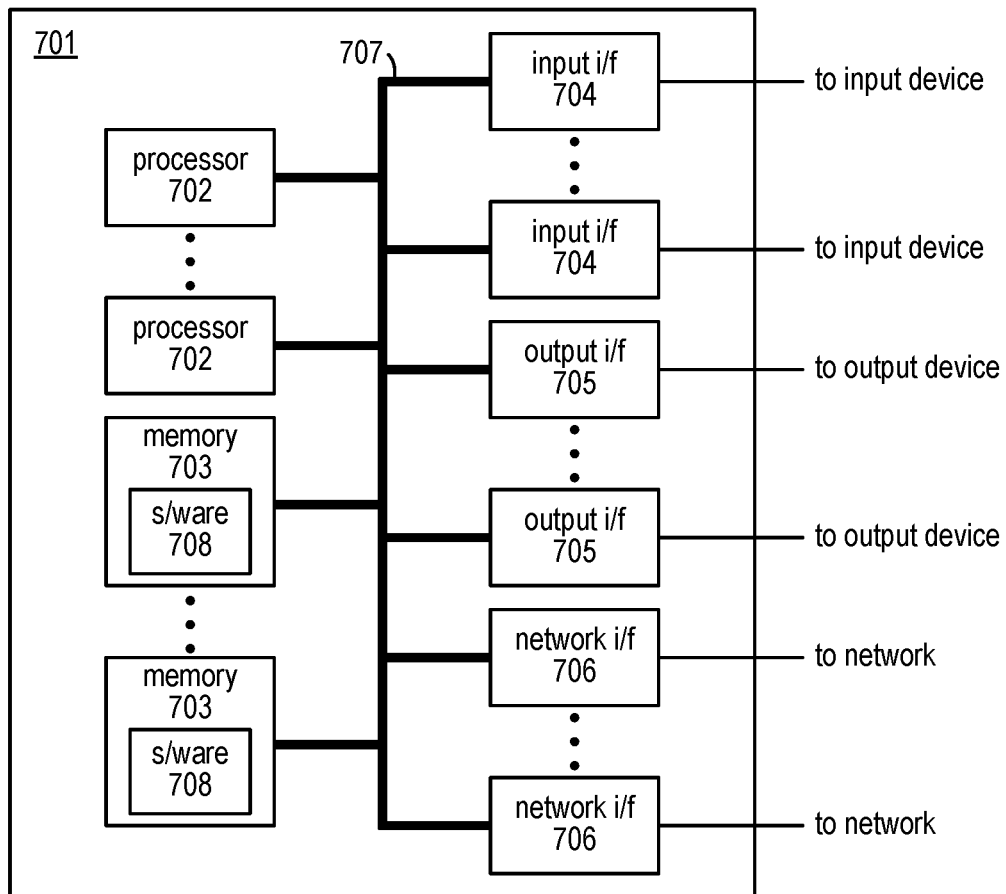 701
707
processor
702
processor
702
memory
703
s/ware
708
memory
703
s/ware
708
input i/f
704
to input device
input i/f
704
to input device
output i/f
705
to output device
output i/f
705
to output device
network i/f
706
to network
network i/f
706
to network